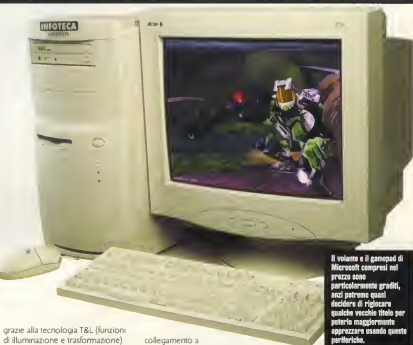 INFOTECA
Il volante e il gamepad di
Microsoft compresi nel
prezzo sono
particolarmente graditi,
anzi potremo quasi
decidere di rigiocare
qualche vecchio titolo per
poterlo maggiormente
apprezzare usando queste
periferiche.
grazie alla tecnologia T&L (funzioni
di illuminazione e trasformazione)
collegamento a